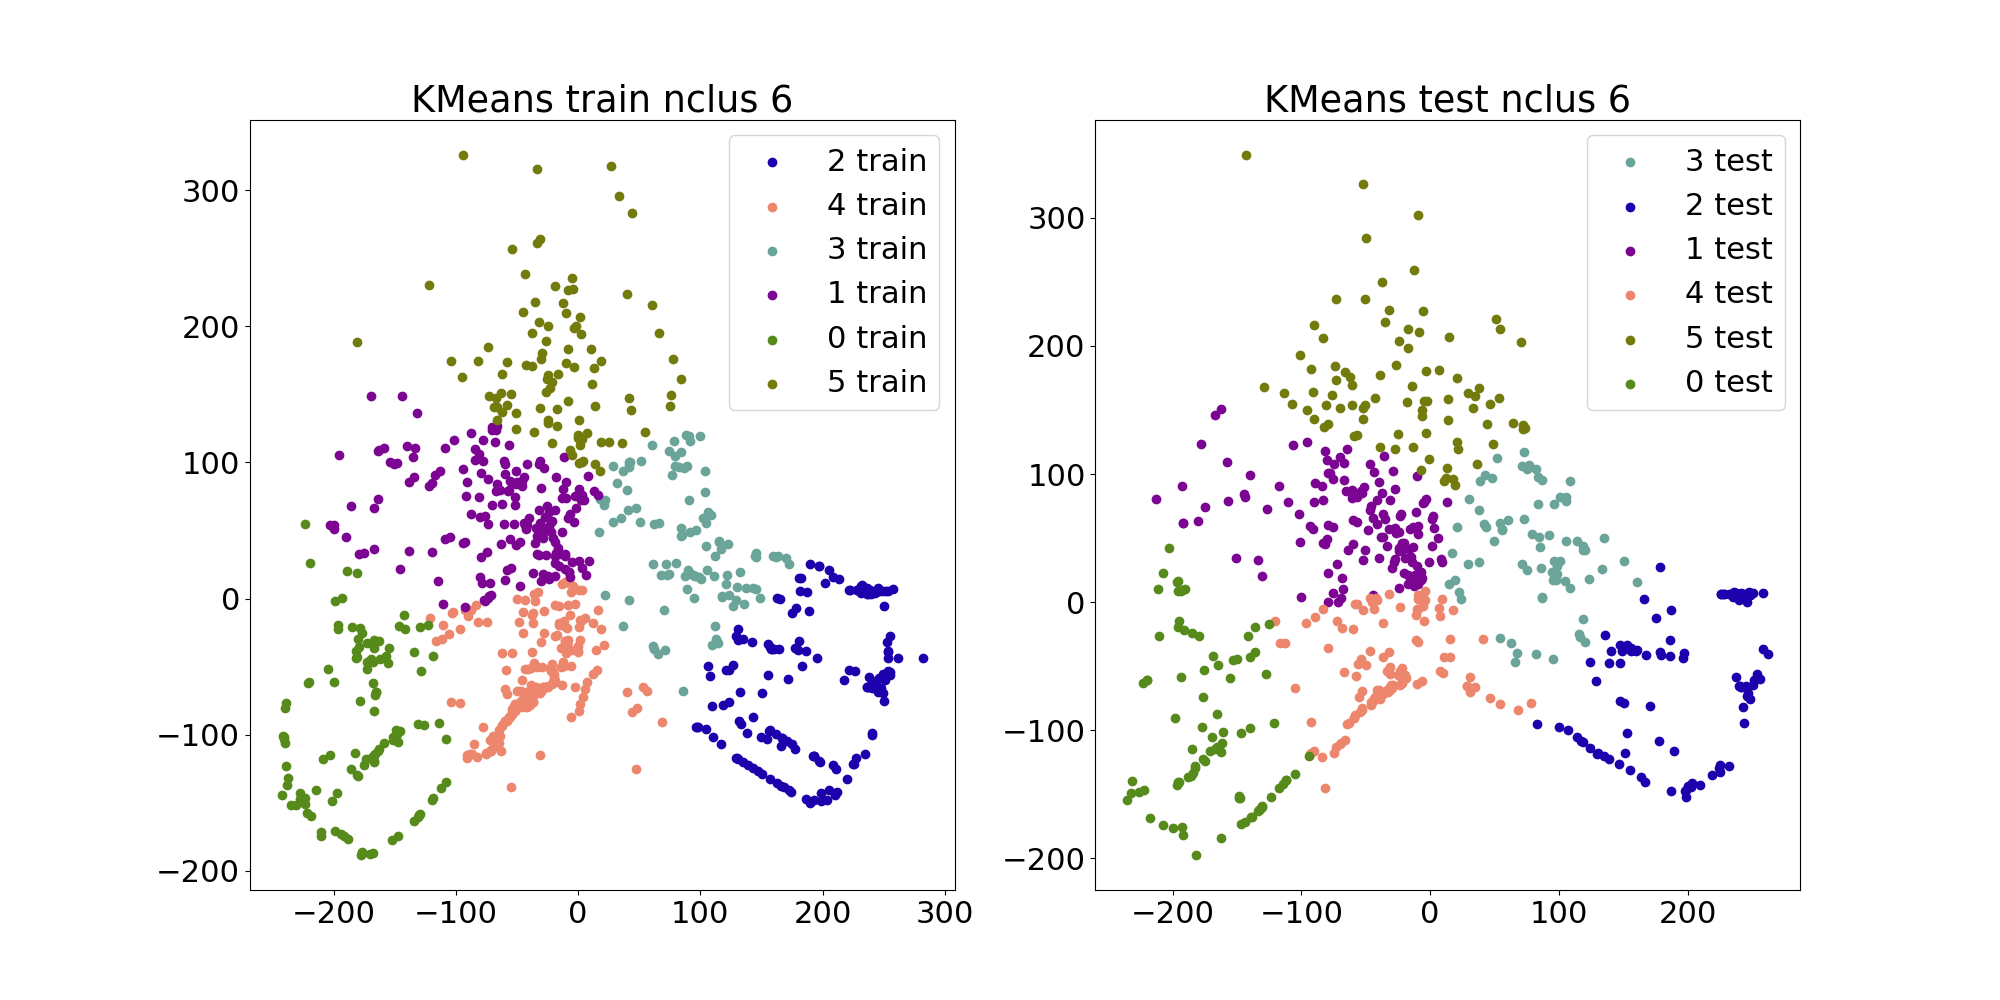 KMeans train nclus 6
2 train
4 train
3 train
1 train
0 train
5 train
300
200
100
0
−100
−200
−200 −100 0 100 200 300
KMeans test nclus 6
3 test
2 test
1 test
4 test
5 test
0 test
300
200
100
0
−100
−200
−200 −100 0 100 200